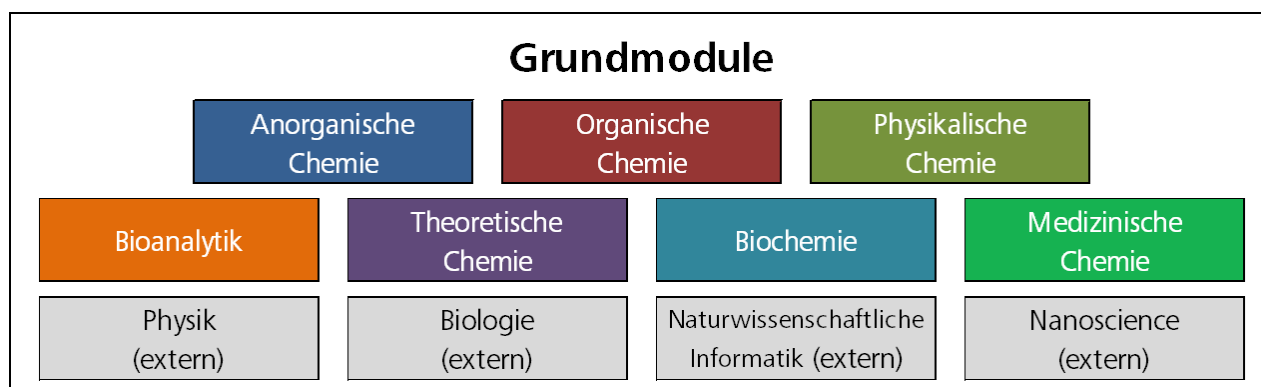 Grundmodule
Anorganische
Chemie
Organische
Chemie
Physikalische
Chemie
Bioanalytik
Theoretische
Chemie
Biochemie
Medizinische
Chemie
Physik
(extern)
Biologie
(extern)
Naturwissenschaftliche
Informatik (extern)
Nanoscience
(extern)